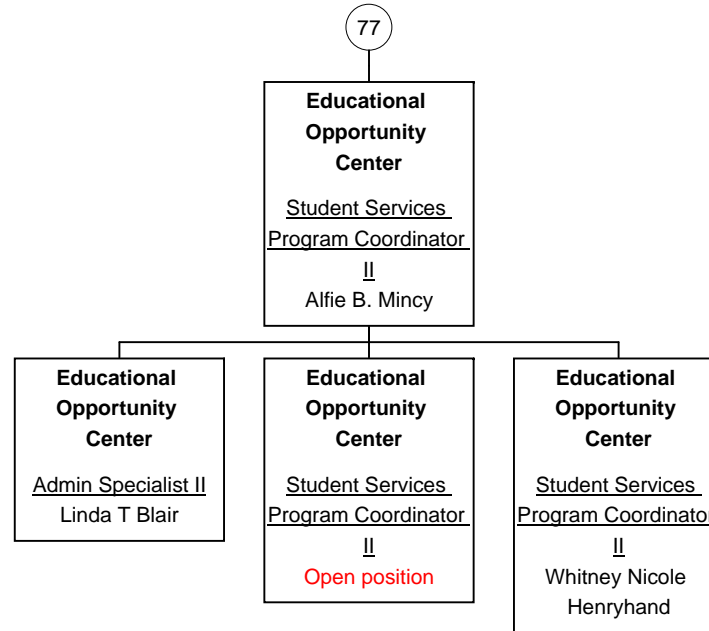 77
Educational
Opportunity
Center
Student Services
Program Coordinator
II
Alfie B. Mincy
Educational
Opportunity
Center
Admin Specialist II
Linda T Blair
Educational
Opportunity
Center
Student Services
Program Coordinator
II
Open position
Educational
Opportunity
Center
Student Services
Program Coordinator
II
Whitney Nicole
Henryhand